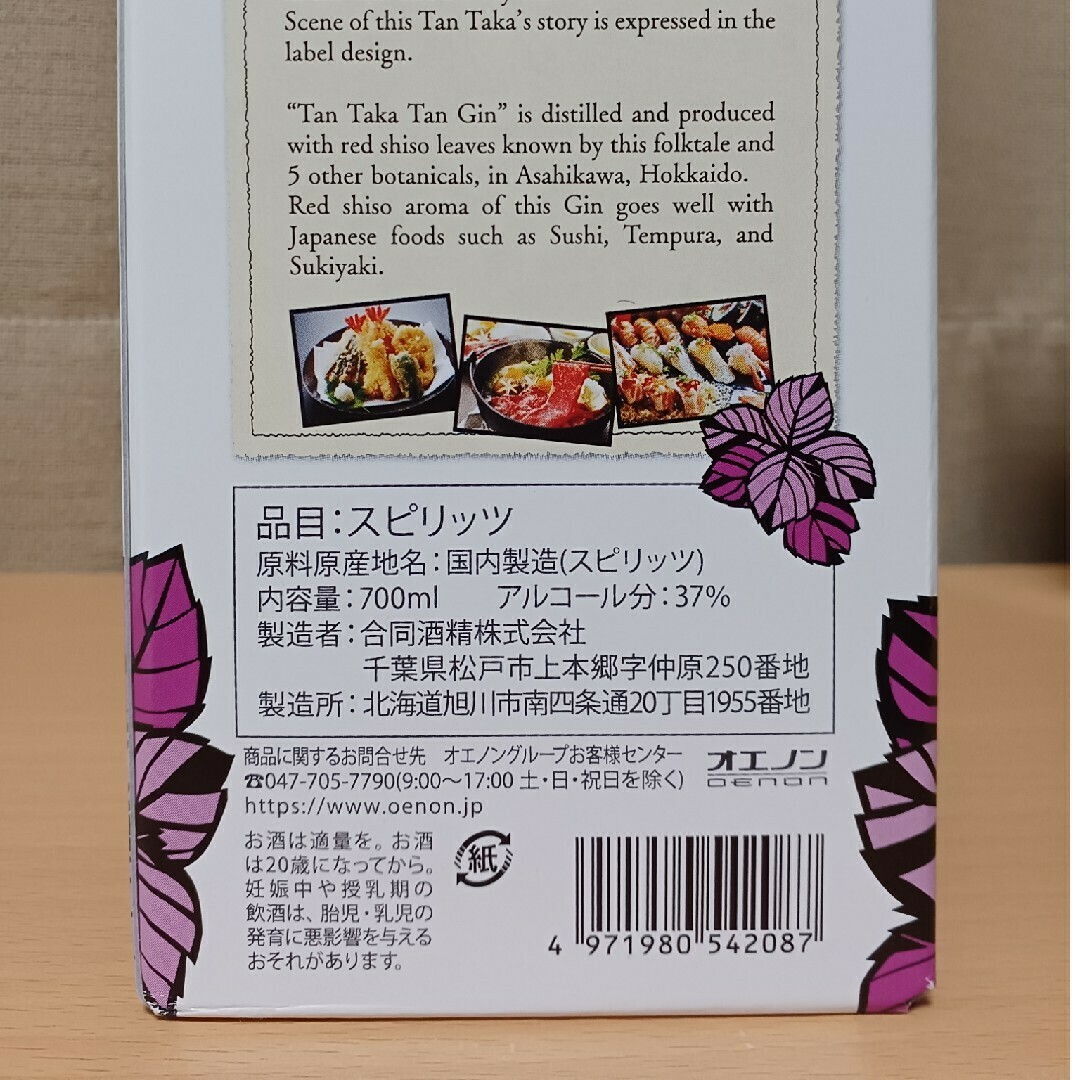 Scene of this Tan Taka's story is expressed in the
label design.
“Tan Taka Tan Gin” is distilled and produced
with red shiso leaves known by this folktale and
5 other botanicals, in Asahikawa, Hokkaido.
Red shiso aroma of this Gin goes well with
Japanese foods such as Sushi, Tempura, and
Sukiyaki.
品目：スピリッツ
原料原産地名：国内製造(スピリッツ)
内容量：700ml アルコール分：37%
製造者：合同酒精株式会社
千葉県松戸市上本郷字仲原250番地
製造所：北海道旭川市南四条通20丁目1955番地
商品に関するお問合せ先 オエノングループお客様センター
☎047-705-7790(9:00～17:00 土・日・祝日を除く)
https://www.oenon.jp
オエノン
OENON
お酒は適量を。お酒
は20歳になってから。
妊娠中や授乳期の
飲酒は、胎児・乳児の
発育に悪影響を与える
おそれがあります。
紙
4 971980 542087